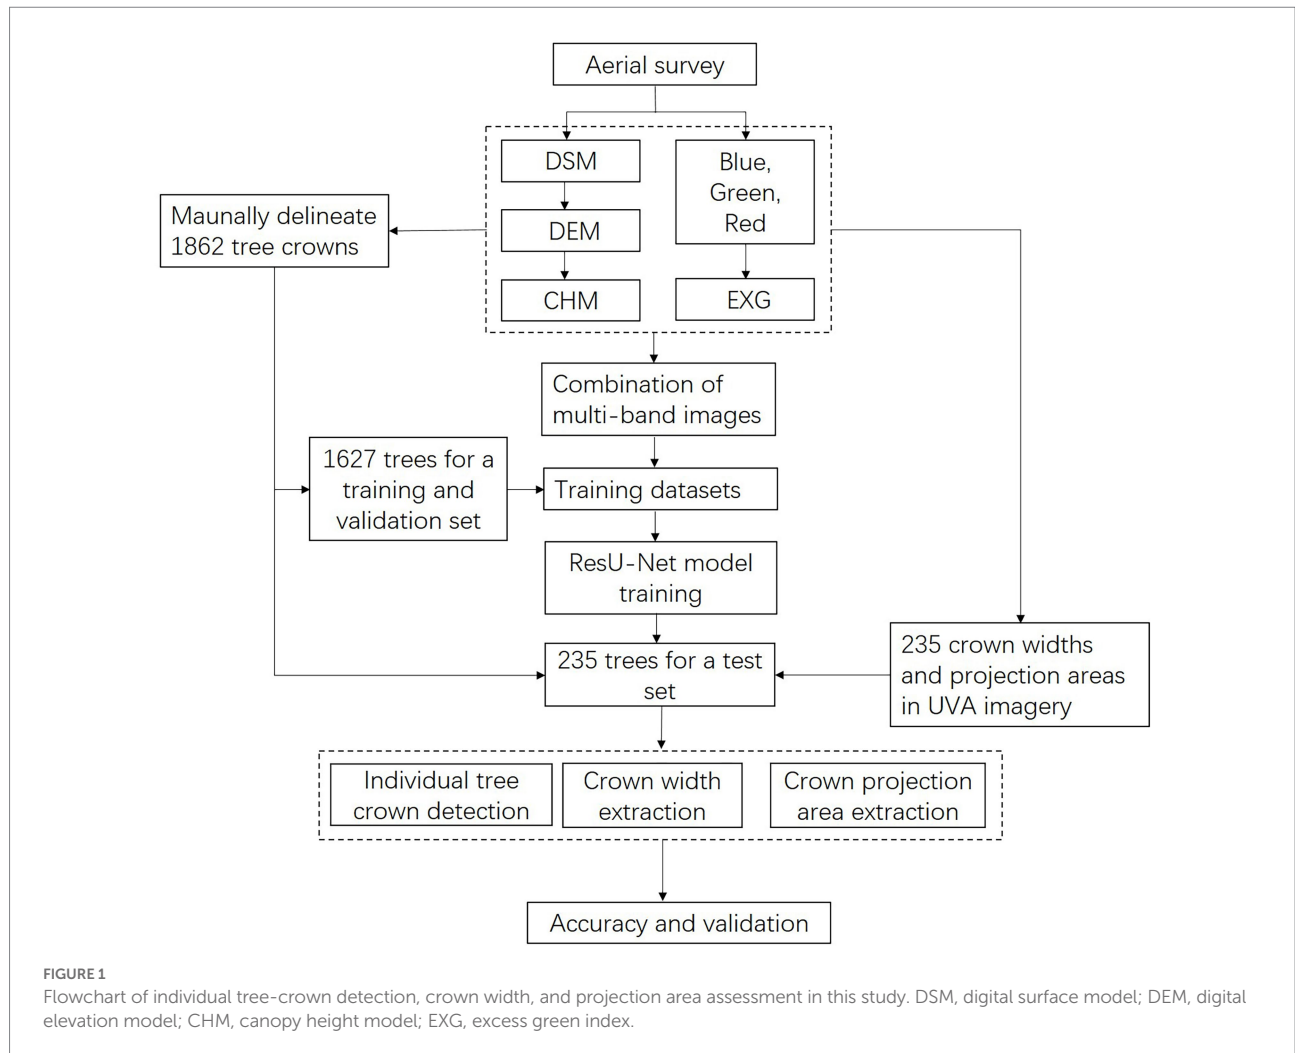 Aerial survey
DSM
DEM
CHM
Blue,
Green,
Red
EXG
Maunally delineate
1862 tree crowns
Combination of
multi-band images
1627 trees for a
training and
validation set
Training datasets
ResU-Net model
training
235 trees for a test
set
235 crown widths
and projection areas
in UVA imagery
Individual tree
crown detection
Crown width
extraction
Crown projection
area extraction
Accuracy and validation
FIGURE 1
Flowchart of individual tree-crown detection, crown width, and projection area assessment in this study. DSM, digital surface model; DEM, digital
elevation model; CHM, canopy height model; EXG, excess green index.